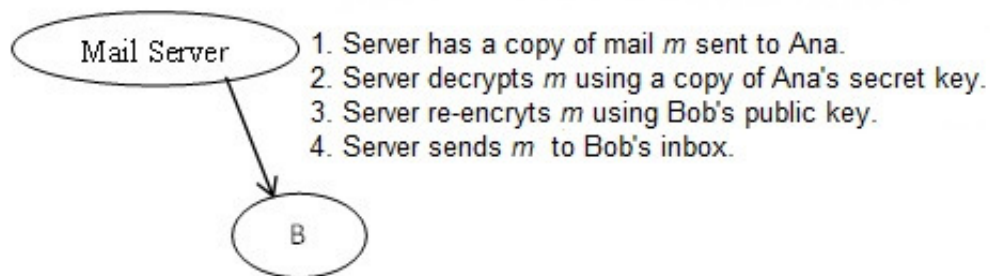 Mail Server
1. Server has a copy of mail m sent to Ana.
2. Server decrypts m using a copy of Ana's secret key.
3. Server re-encryts m using Bob's public key.
4. Server sends m to Bob's inbox.
B